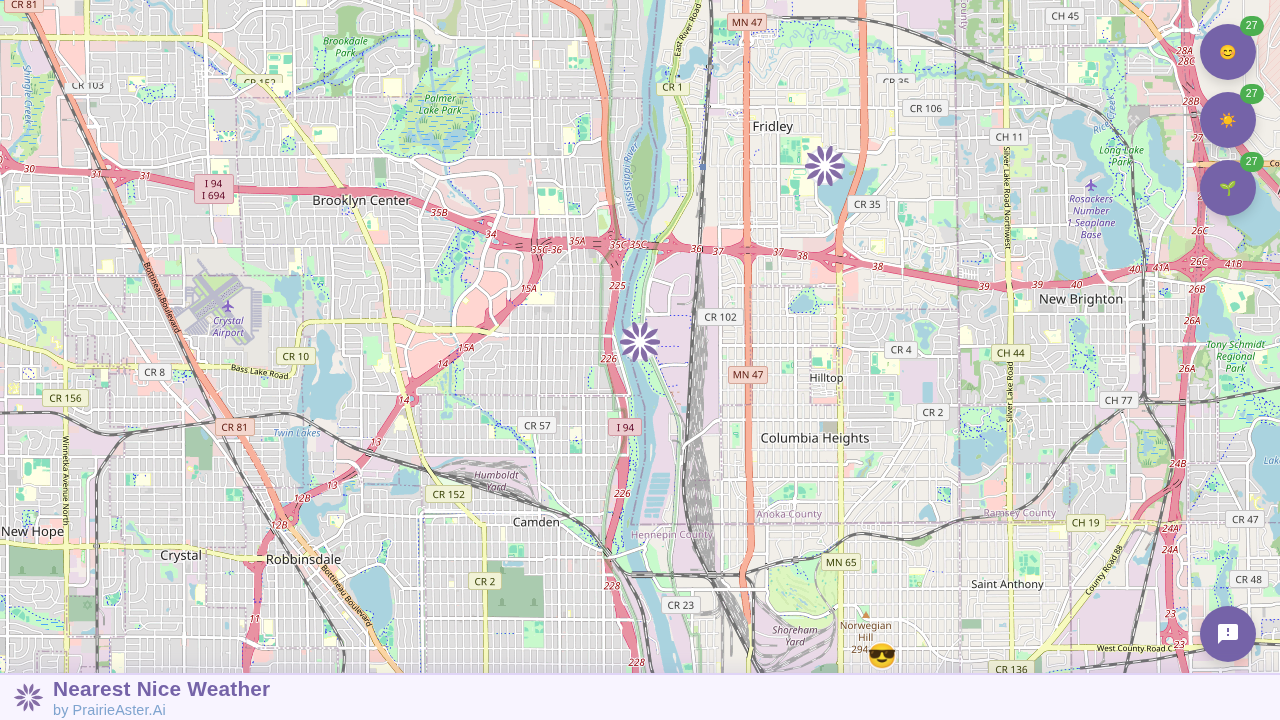 CR 81
MN 47
CH 45
27
28A
28C
East River Road
Brookdale
Park
CR 103
CR 152
CR 1
CR 35
27
Palmer
Lake Park
CR 106
28B
Fridley
CH 11
27
Long Lake
Park
27
30
31
31
I 94
I 694
Mississippi River
Silver Lake Road Northwest
Brooklyn Center
35B
CR 35
Rosackers
Number
1 Seaplane
Base
34
35C-36
35A
35C
35C
36
37
37
38
38
26C
26C
40
41A
41B
225
15A
39
39
40
26B
New Brighton
Bottineau Boulevard
Crystal
Airport
CR 102
26A
CR 10
15A
14
226
CR 4
CH 44
Tony Schmidt
Regional
Park
CR 8
Bass Lake Road
MN 47
Hilltop
26A
CR 156
14
CH 77
CR 2
CR 57
I 94
CR 81
Twin Lakes
13
Columbia Heights
Winnetka Avenue North
Humboldt
Yard
24B
13
12B
CR 152
226
Anoka County
Ramsey County
New Hope
12B
Camden
Hennepin County
CH 19
24A
CR 47
Crystal
Robbinsdale
24A
MN 65
County Road 88
CR 2
228
Saint Anthony
CR 48
Bottineau Boulevard
CR 23
11
Shoreham
Yard
Norwegian
Hill
294
23
23
228
West County Road C
CR 136
Nearest Nice Weather
by PrairieAster.Ai